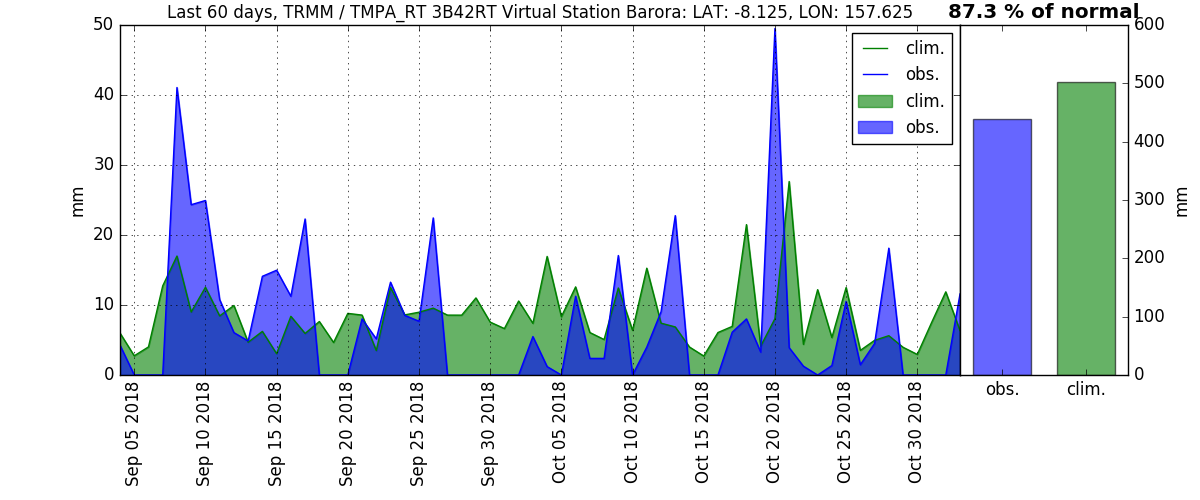 Last 60 days, TRMM / TMPA_RT 3B42RT Virtual Station Barora: LAT: -8.125, LON: 157.625
87.3 % of normal
50
40
30
20
10
0
mm
clim.
obs.
clim.
obs.
Sep 05 2018
Sep 10 2018
Sep 15 2018
Sep 20 2018
Sep 25 2018
Sep 30 2018
Oct 05 2018
Oct 10 2018
Oct 15 2018
Oct 20 2018
Oct 25 2018
Oct 30 2018
600
500
400
300
200
100
0
mm
obs.
clim.